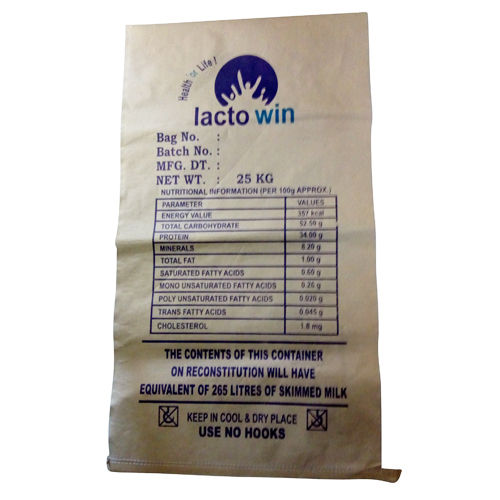 Health for Life!
lacto win
Bag No. :
Batch No. :
MFG. DT. :
NET WT. : 25 KG
NUTRITIONAL INFORMATION (PER 100g APPROX.)
PARAMETER VALUES
ENERGY VALUE 357 kcal
TOTAL CARBOHYDRATE 52.50 g
PROTEIN 34.00 g
MINERALS 8.20 g
TOTAL FAT 1.00 g
SATURATED FATTY ACIDS 0.60 g
MONO UNSATURATED FATTY ACIDS 0.26 g
POLY UNSATURATED FATTY ACIDS 0.020 g
TRANS FATTY ACIDS 0.045 g
CHOLESTEROL 1.8 mg
THE CONTENTS OF THIS CONTAINER
ON RECONSTITUTION WILL HAVE
EQUIVALENT OF 265 LITRES OF SKIMMED MILK
KEEP IN COOL & DRY PLACE
USE NO HOOKS